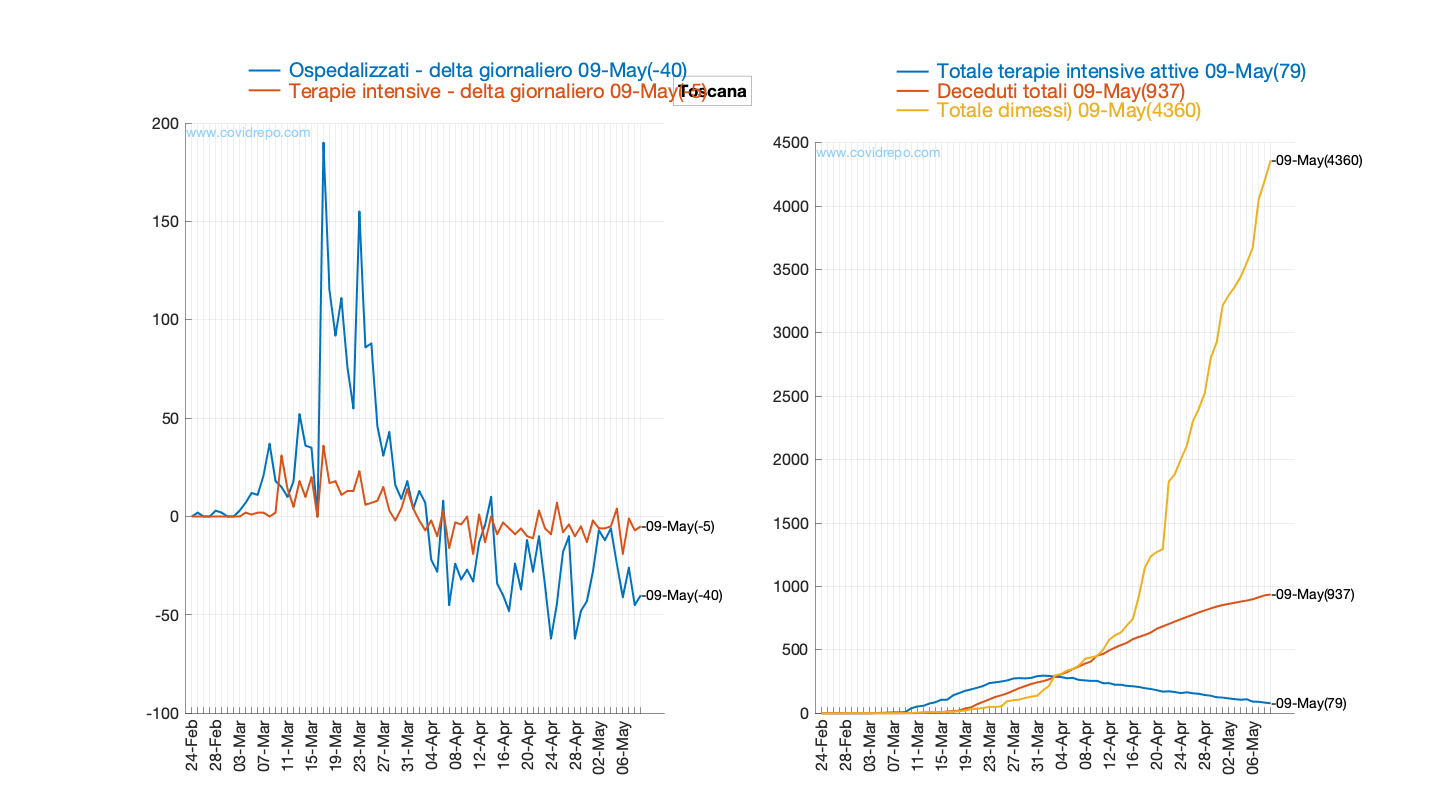 Ospedalizzati - delta giornaliero 09-May(-40)
Terapie intensive - delta giornaliero 09-May(-5)
Toscana
200
www.covidrepo.com
150
100
50
0
-50
-100
-09-May(-5)
-09-May(-40)
24-Feb
28-Feb
03-Mar
07-Mar
11-Mar
15-Mar
19-Mar
23-Mar
27-Mar
31-Mar
04-Apr
08-Apr
12-Apr
16-Apr
20-Apr
24-Apr
28-Apr
02-May
06-May
Totale terapie intensive attive 09-May(79)
Deceduti totali 09-May(937)
Totale dimessi) 09-May(4360)
4500
www.covidrepo.com
4000
3500
3000
2500
2000
1500
1000
500
0
-09-May(4360)
-09-May(937)
-09-May(79)
24-Feb
28-Feb
03-Mar
07-Mar
11-Mar
15-Mar
19-Mar
23-Mar
27-Mar
31-Mar
04-Apr
08-Apr
12-Apr
16-Apr
20-Apr
24-Apr
28-Apr
02-May
06-May